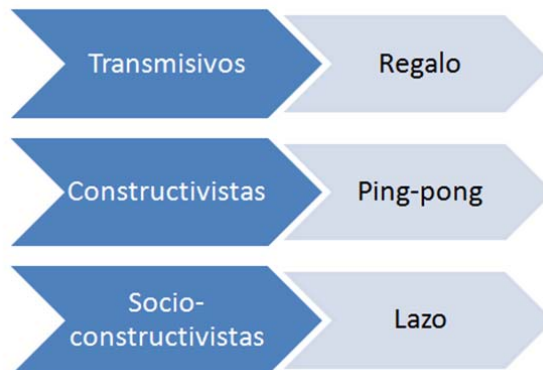 Transmisivos
Regalo
Constructivistas
Ping-pong
Socio-
constructivistas
Lazo